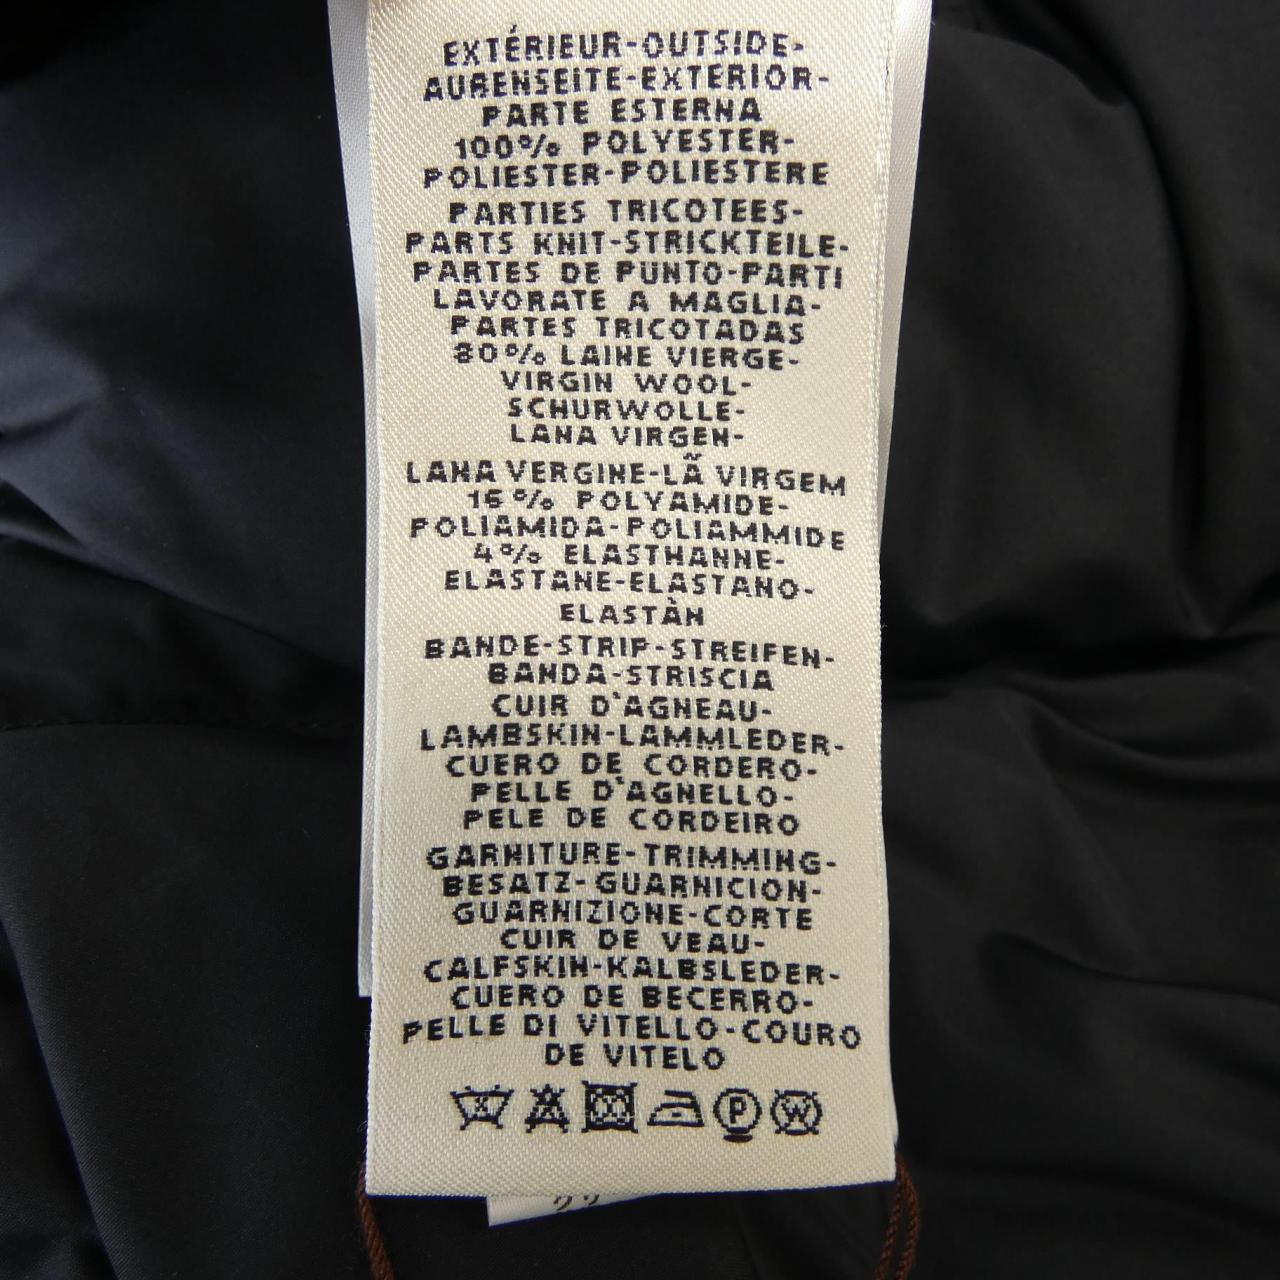 EXTÉRIEUR-OUTSIDE-
AUßENSEITE-EXTERIOR-
PARTE ESTERNA
100% POLYESTER-
POLIESTER-POLIESTERE
PARTIES TRICOTEES-
PARTS KNIT-STRICKTEILE-
PARTES DE PUNTO-PARTI
LAVORATE A MAGLIA-
PARTES TRICOTADAS
80% LAINE VIERGE-
VIRGIN WOOL-
SCHURWOLLE-
LANA VIRGEN-
LANA VERGINE-LÃ VIRGEM
16% POLYAMIDE-
POLIAMIDA-POLIAMMIDE
4% ELASTHANNE-
ELASTANE-ELASTANO-
ELASTÀN
BANDE-STRIP-STREIFEN-
BANDA-STRISCIA
CUIR D'AGNEAU-
LAMBSKIN-LAMMLEDER-
CUERO DE CORDERO-
PELLE D'AGNELLO-
PELE DE CORDEIRO
GARNITURE-TRIMMING-
BESATZ-GUARNICION-
GUARNIZIONE-CORTE
CUIR DE VEAU-
CALFSKIN-KALBSLEDER-
CUERO DE BECERRO-
PELLE DI VITELLO-COURO
DE VITELO
P W